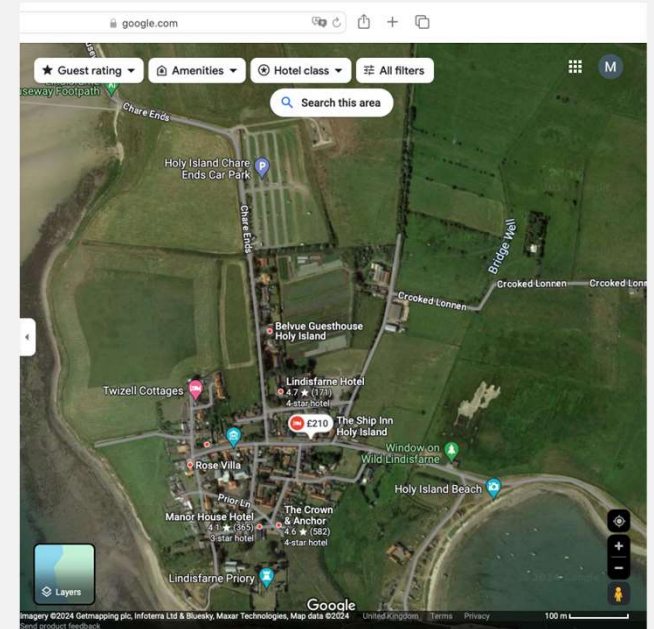 google.com
Guest rating
Amenities
Hotel class
All filters
M
Search this area
seway Footpath
Chare Ends
Holy Island Chare
Ends Car Park
P
Chare Ends
Bridge Well
Crooked Lonnen
Crooked Lonn
Crooked Lonnen
Belvue Guesthouse
Holy Island
Twizell Cottages
Lindisfarne Hotel
4.7 ★ (171)
4-star hotel
£210
The Ship Inn
Holy Island
Window on
Wild Lindisfarne
Rose Villa
Holy Island Beach
Prior Ln
Manor House Hotel
4.1 ★ (365)
3-star hotel
The Crown
& Anchor
4.6 ★ (582)
4-star hotel
Lindisfarne Priory
Layers
Google
Imagery ©2024 Getmapping plc, Infoterra Ltd & Bluesky, Maxar Technologies, Map data ©2024 United Kingdom Terms Privacy 100 m
Send product feedback